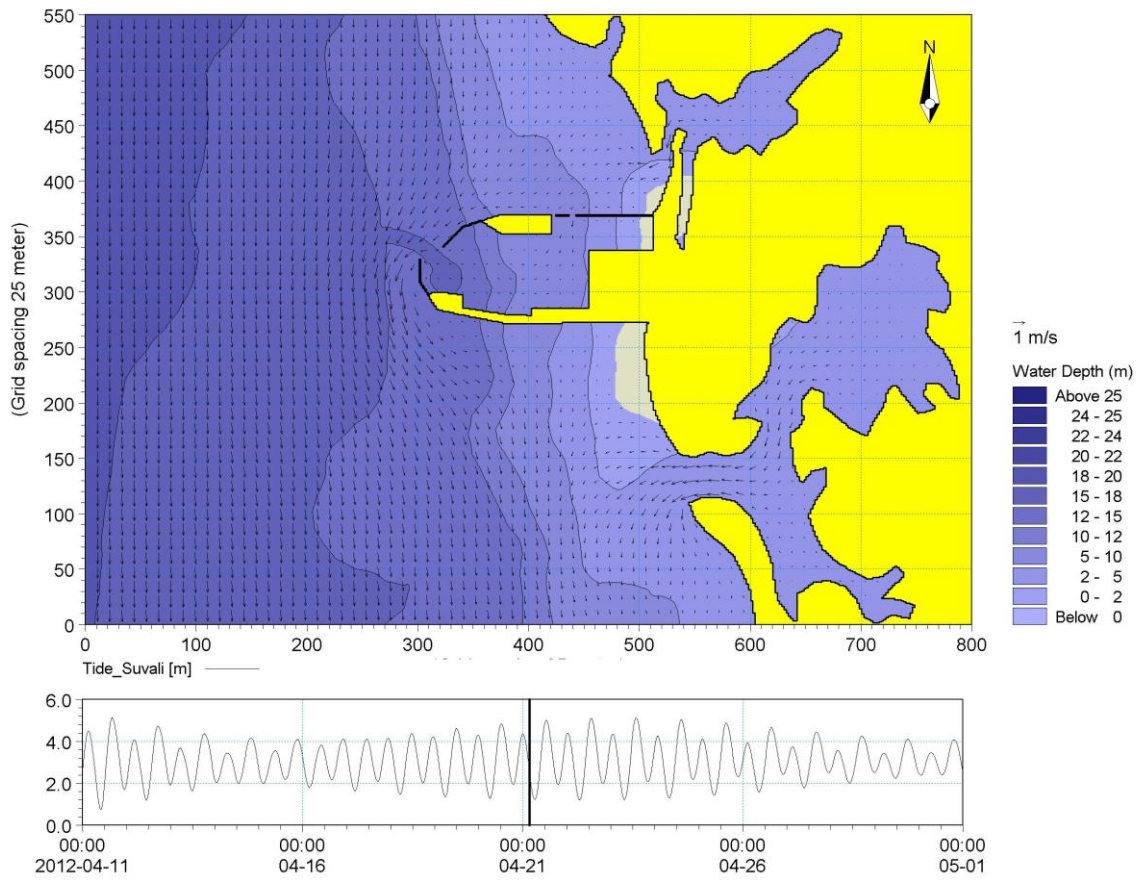 550
500
450
400
350
300
250
200
150
100
50
0
(Grid spacing 25 meter)
0 100 200 300 400 500 600 700 800
N
1 m/s
Water Depth (m)
Above 25
24 - 25
22 - 24
20 - 22
18 - 20
15 - 18
12 - 15
10 - 12
5 - 10
2 - 5
0 - 2
Below 0
Tide_Suvali [m]
6.0
4.0
2.0
0.0
00:00 00:00 00:00 00:00 00:00
2012-04-11 04-16 04-21 04-26 05-01